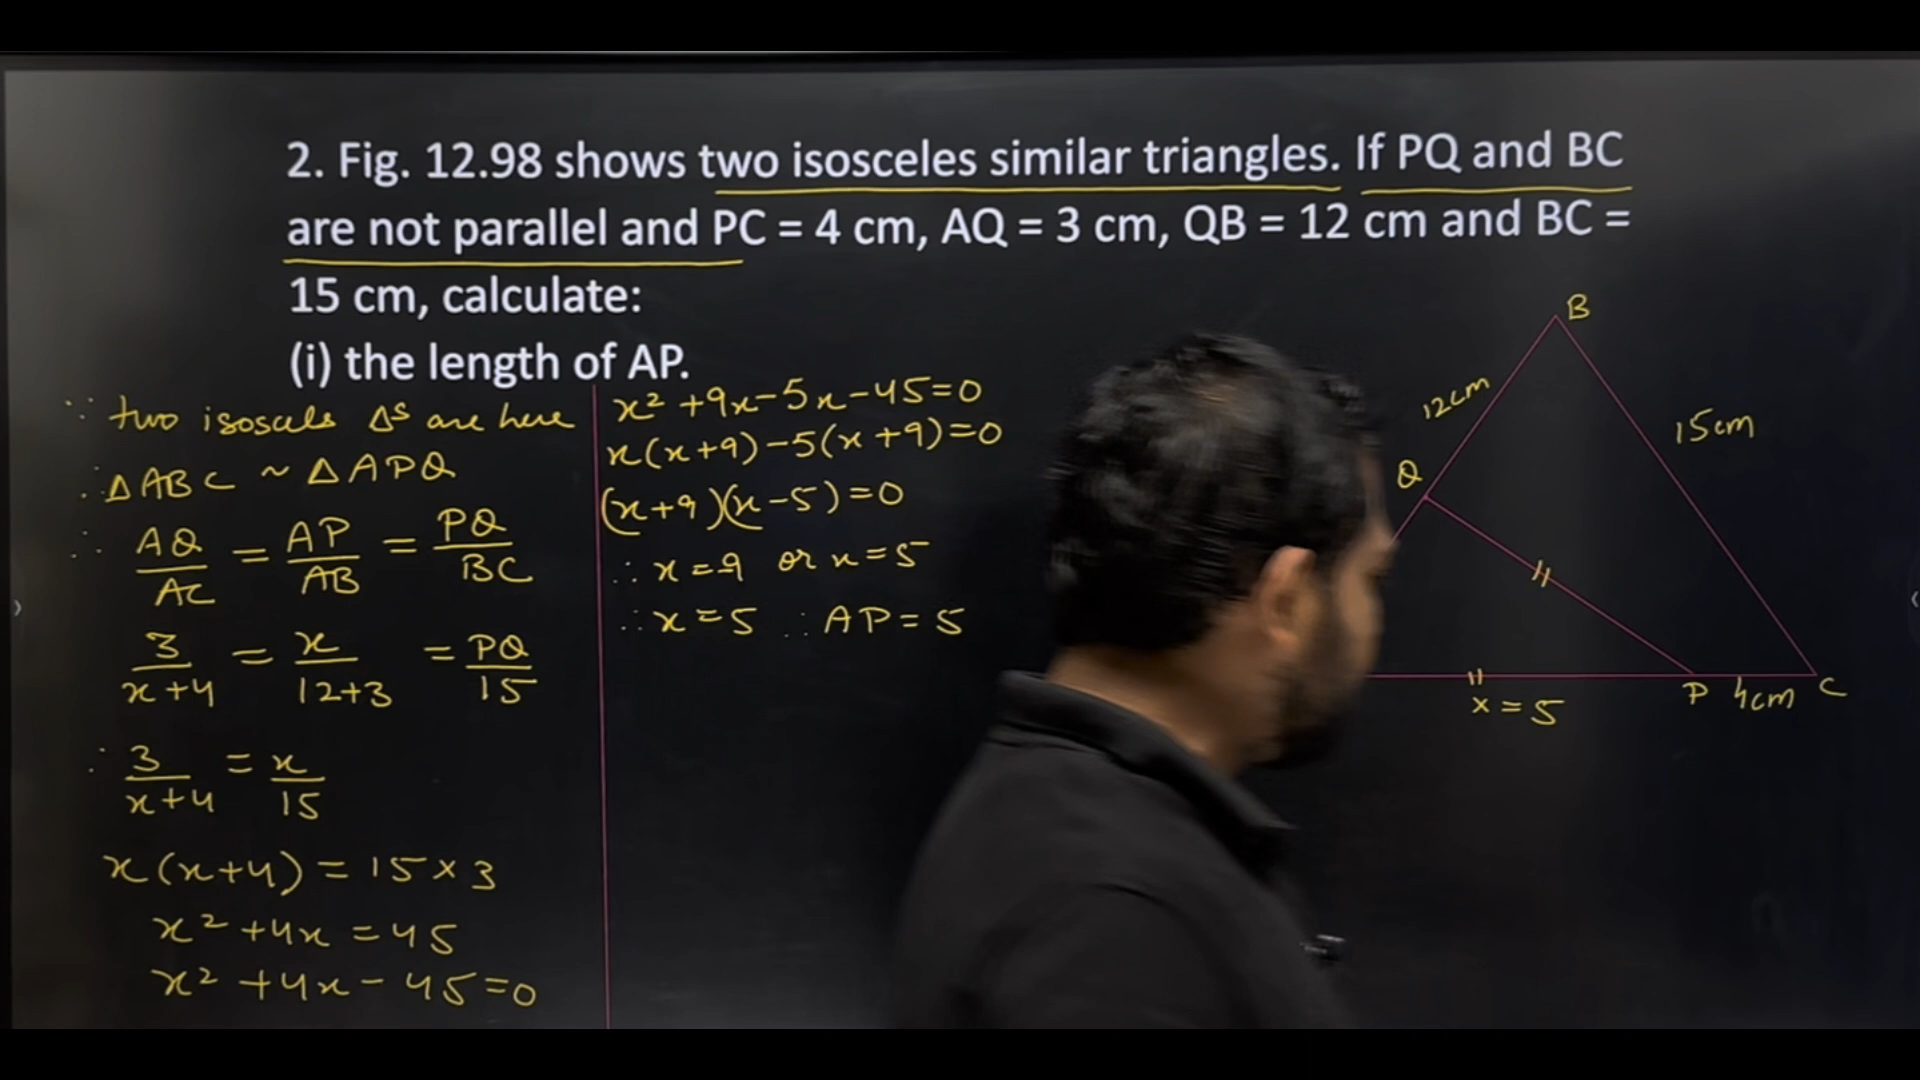 2. Fig. 12.98 shows two isosceles similar triangles. If PQ and BC
are not parallel and PC = 4 cm, AQ = 3 cm, QB = 12 cm and BC =
15 cm, calculate:
(i) the length of AP.
∵ two isoscels Δs are here
∴ ΔABC ~ ΔAPQ
∴ AQ/AC = AP/AB = PQ/BC
3/x+4 = x/12+3 = PQ/15
∴ 3/x+4 = x/15
x(x+4) = 15×3
x² +4x = 45
x² +4x - 45 = 0
x² +9x-5x-45=0
x(x+9)-5(x+9)=0
(x+9)(x-5)=0
∴ x=-9 or x=5
∴ x=5 ∴ AP=5
B
12cm
15cm
Q
P 4cm C
x = 5